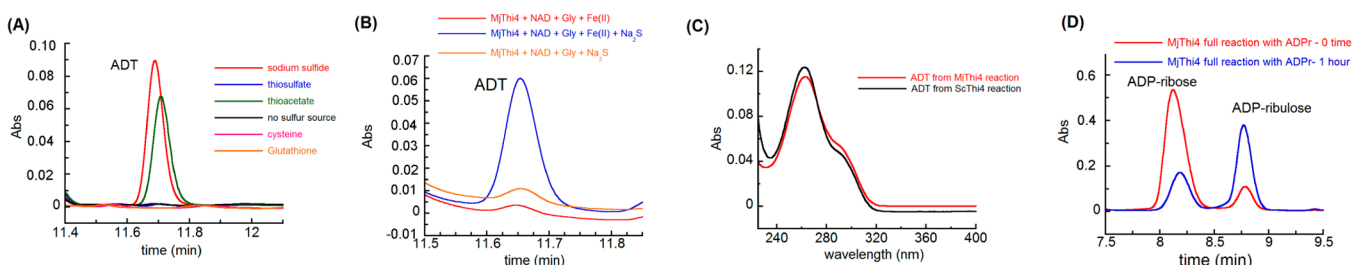 (A)
0.10
0.08
0.06
0.04
0.02
0
Abs
ADT
sodium sulfide
thiosulfate
thioacetate
no sulfur source
cysteine
Glutathione
11.4
11.6
11.8
12
time (min)
(B)
MjThi4 + NAD + Gly + Fe(II)
MjThi4 + NAD + Gly + Fe(II) + Na2S
MjThi4 + NAD + Gly + Na2S
0.07
0.06
0.05
0.04
0.03
0.02
0.01
0
-0.01
Abs
ADT
11.5
11.6
11.7
11.8
time (min)
(C)
0.12
0.08
0.04
0
Abs
ADT from MjThi4 reaction
ADT from ScThi4 reaction
240
280
320
360
400
wavelength (nm)
(D)
MjThi4 full reaction with ADPr - 0 time
MjThi4 full reaction with ADPr- 1 hour
0.6
0.5
0.4
0.3
0.2
0.1
0
Abs
ADP-ribose
ADP-ribulose
7.5
8
8.5
9
9.5
time (min)